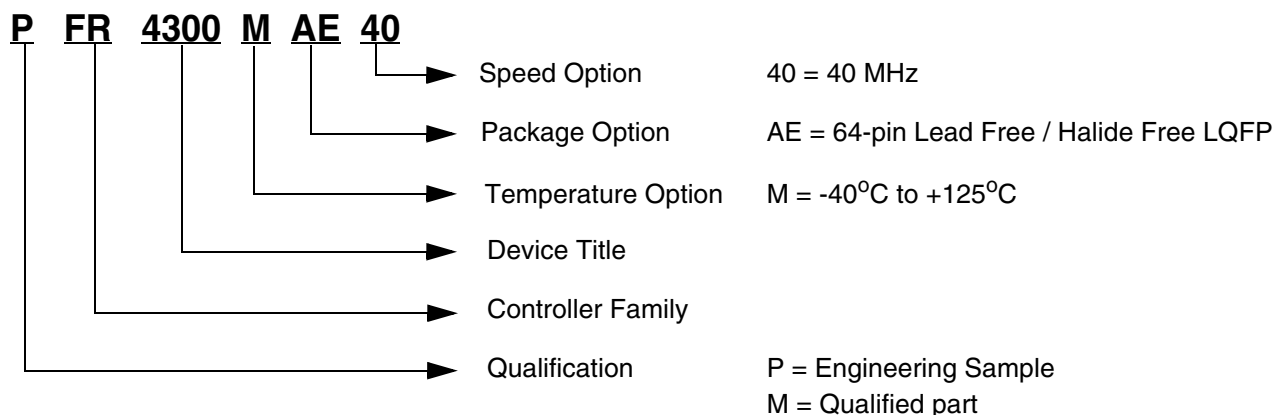 P FR 4300 M AE 40
Speed Option 40 = 40 MHz
Package Option AE = 64-pin Lead Free / Halide Free LQFP
Temperature Option M = -40°C to +125°C
Device Title
Controller Family
Qualification P = Engineering Sample
M = Qualified part